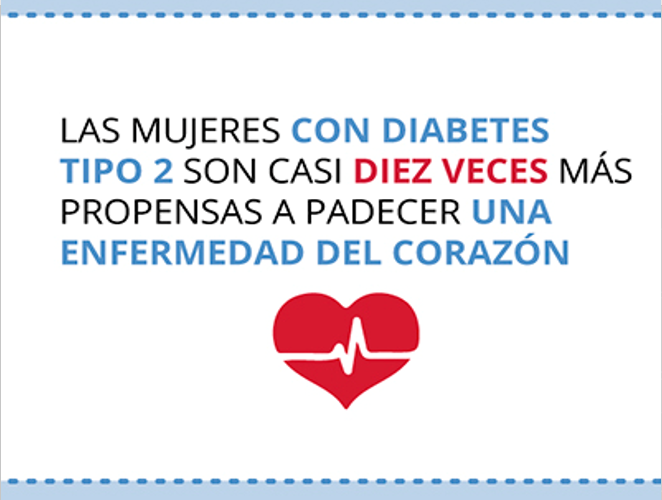 LAS MUJERES CON DIABETES
TIPO 2 SON CASI DIEZ VECES MÁS
PROPENSAS A PADECER UNA
ENFERMEDAD DEL CORAZÓN